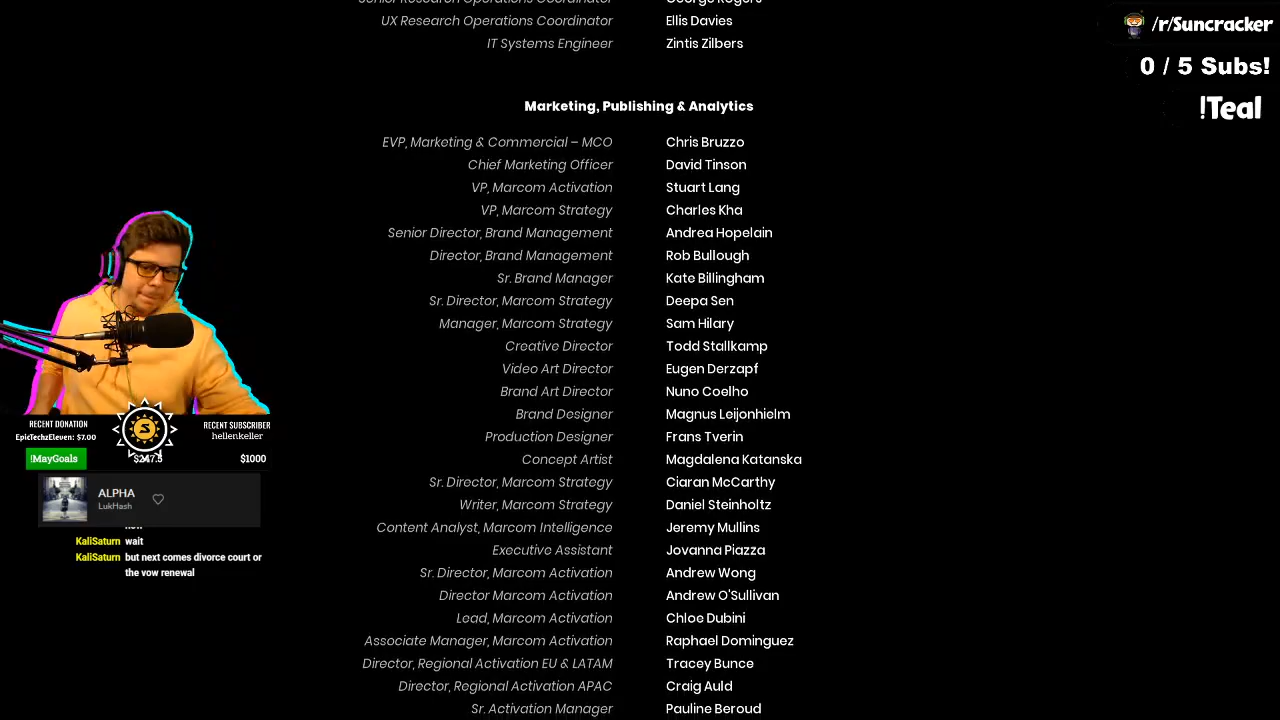 UX Research Operations Coordinator Ellis Davies
IT Systems Engineer Zintis Zilbers
Marketing, Publishing & Analytics
EVP, Marketing & Commercial – MCO Chris Bruzzo
Chief Marketing Officer David Tinson
VP, Marcom Activation Stuart Lang
VP, Marcom Strategy Charles Kha
Senior Director, Brand Management Andrea Hopelain
Director, Brand Management Rob Bullough
Sr. Brand Manager Kate Billingham
Sr. Director, Marcom Strategy Deepa Sen
Manager, Marcom Strategy Sam Hilary
Creative Director Todd Stallkamp
Video Art Director Eugen Derzapf
Brand Art Director Nuno Coelho
Brand Designer Magnus Leijonhielm
Production Designer Frans Tverin
Concept Artist Magdalena Katanska
Sr. Director, Marcom Strategy Ciaran McCarthy
Writer, Marcom Strategy Daniel Steinholtz
Content Analyst, Marcom Intelligence Jeremy Mullins
Executive Assistant Jovanna Piazza
Sr. Director, Marcom Activation Andrew Wong
Director Marcom Activation Andrew O'Sullivan
Lead, Marcom Activation Chloe Dubini
Associate Manager, Marcom Activation Raphael Dominguez
Director, Regional Activation EU & LATAM Tracey Bunce
Director, Regional Activation APAC Craig Auld
Sr. Activation Manager Pauline Beroud
/r/Suncracker
0 / 5 Subs!
!Teal
RECENT DONATION
EpicTechzEleven: $7.00
RECENT SUBSCRIBER
hellenkeller
!MayGoals $247.5 $1000
ALPHA
LukHash
KaliSaturn wait
KaliSaturn but next comes divorce court or
the vow renewal